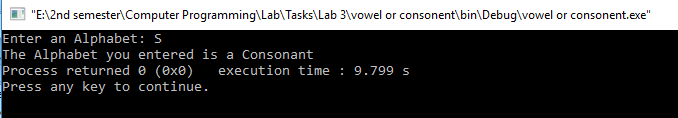 "E:\2nd semester\Computer Programming\Lab\Tasks\Lab 3\vowel or consonent\bin\Debug\vowel or consonent.exe"
Enter an Alphabet: S
The Alphabet you entered is a Consonant
Process returned 0 (0x0)   execution time : 9.799 s
Press any key to continue.